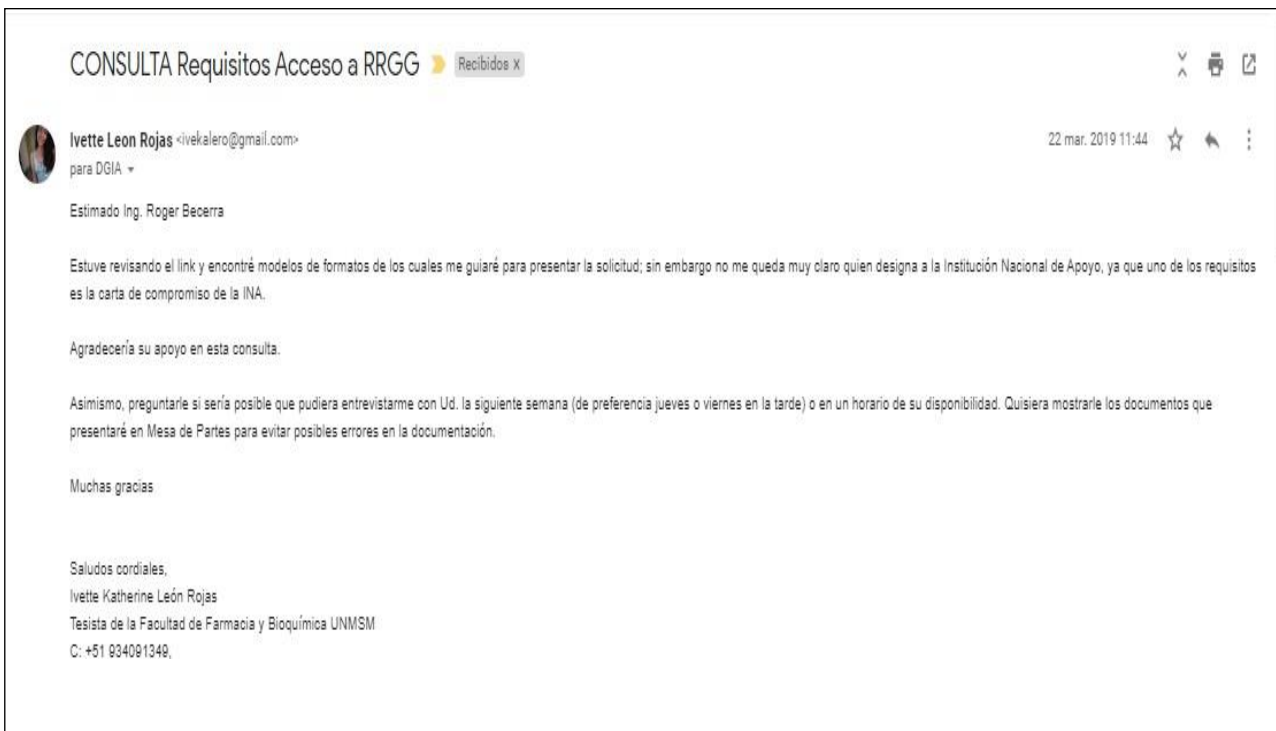 CONSULTA Requisitos Acceso a RRGG Recibidos x
Ivette Leon Rojas <ivekalero@gmail.com>
22 mar. 2019 11:44
para DGIA
Estimado Ing. Roger Becerra
Estuve revisando el link y encontré modelos de formatos de los cuales me guiaré para presentar la solicitud; sin embargo no me queda muy claro quien designa a la Institución Nacional de Apoyo, ya que uno de los requisitos
es la carta de compromiso de la INA.
Agradecería su apoyo en esta consulta.
Asimismo, preguntarle si sería posible que pudiera entrevistarme con Ud. la siguiente semana (de preferencia jueves o viernes en la tarde) o en un horario de su disponibilidad. Quisiera mostrarle los documentos que
presentaré en Mesa de Partes para evitar posibles errores en la documentación.
Muchas gracias
Saludos cordiales,
Ivette Katherine León Rojas
Tesista de la Facultad de Farmacia y Bioquímica UNMSM
C: +51 934091349,